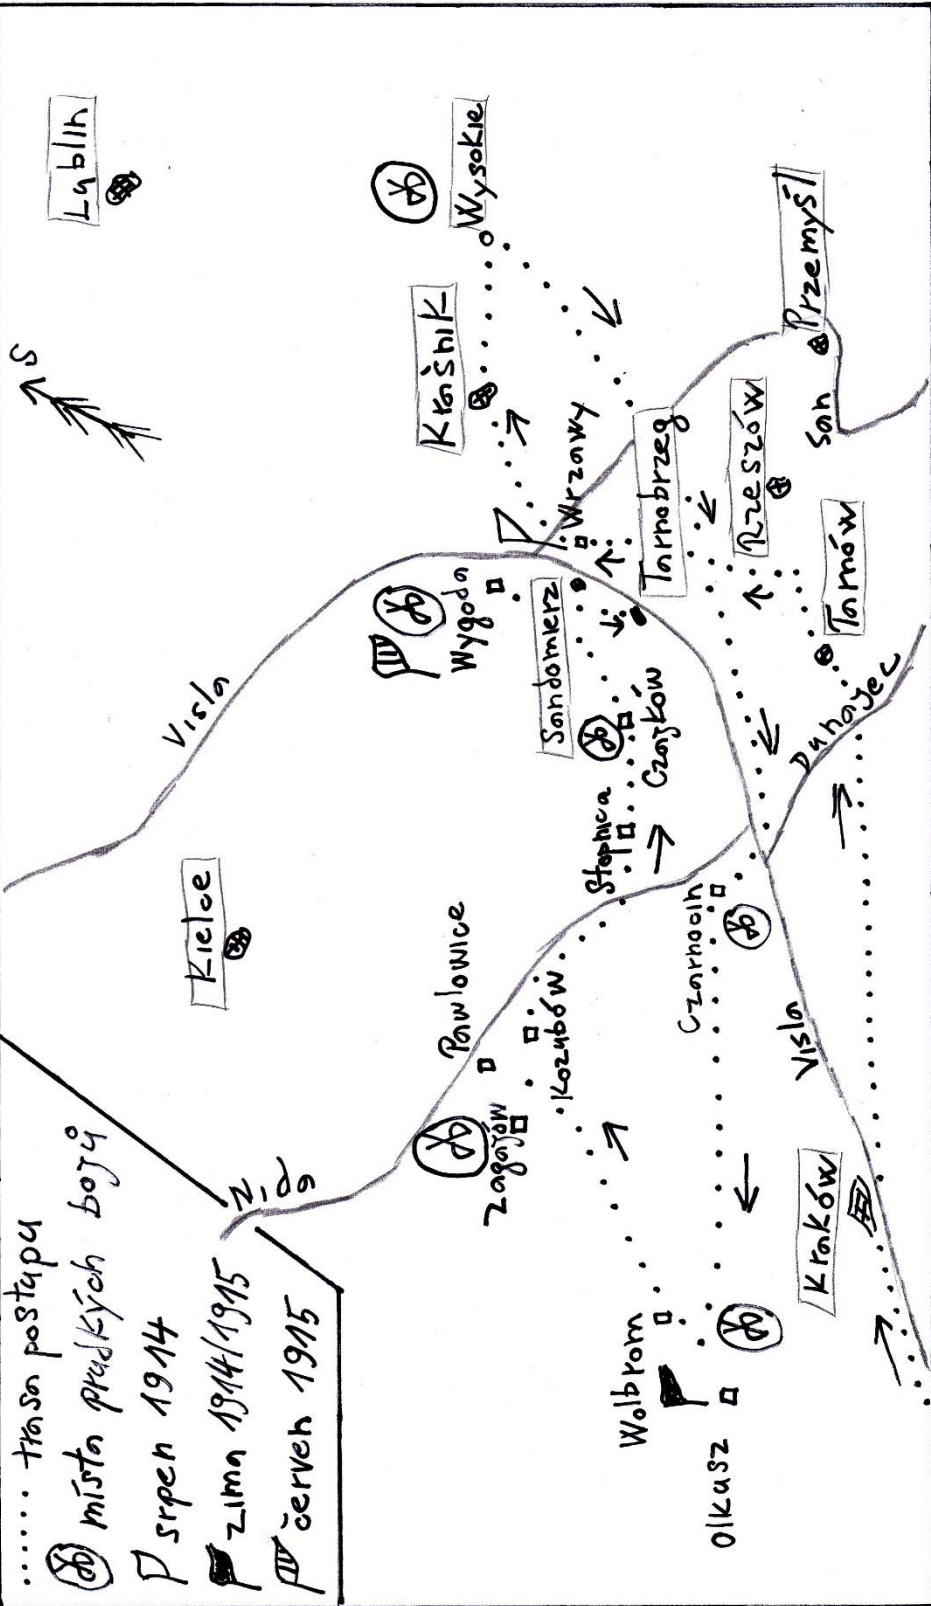 ..... trasa postupu
místa prudkých bojů
srpen 1914
zima 1914/1915
červen 1915
S
Lublin
Wysokie
Kraśnik
Przemyśl
San
Rzeszów
Tarnobrzeg
Wrzawy
Tarnów
Dunajec
Visla
Wygoda
Sandomierz
Czajków
Stopnica
Kielce
Pawlowice
Kozubów
Zagajów
Nida
Czarnocin
Visla
Kraków
Wolbrom
Olkusz